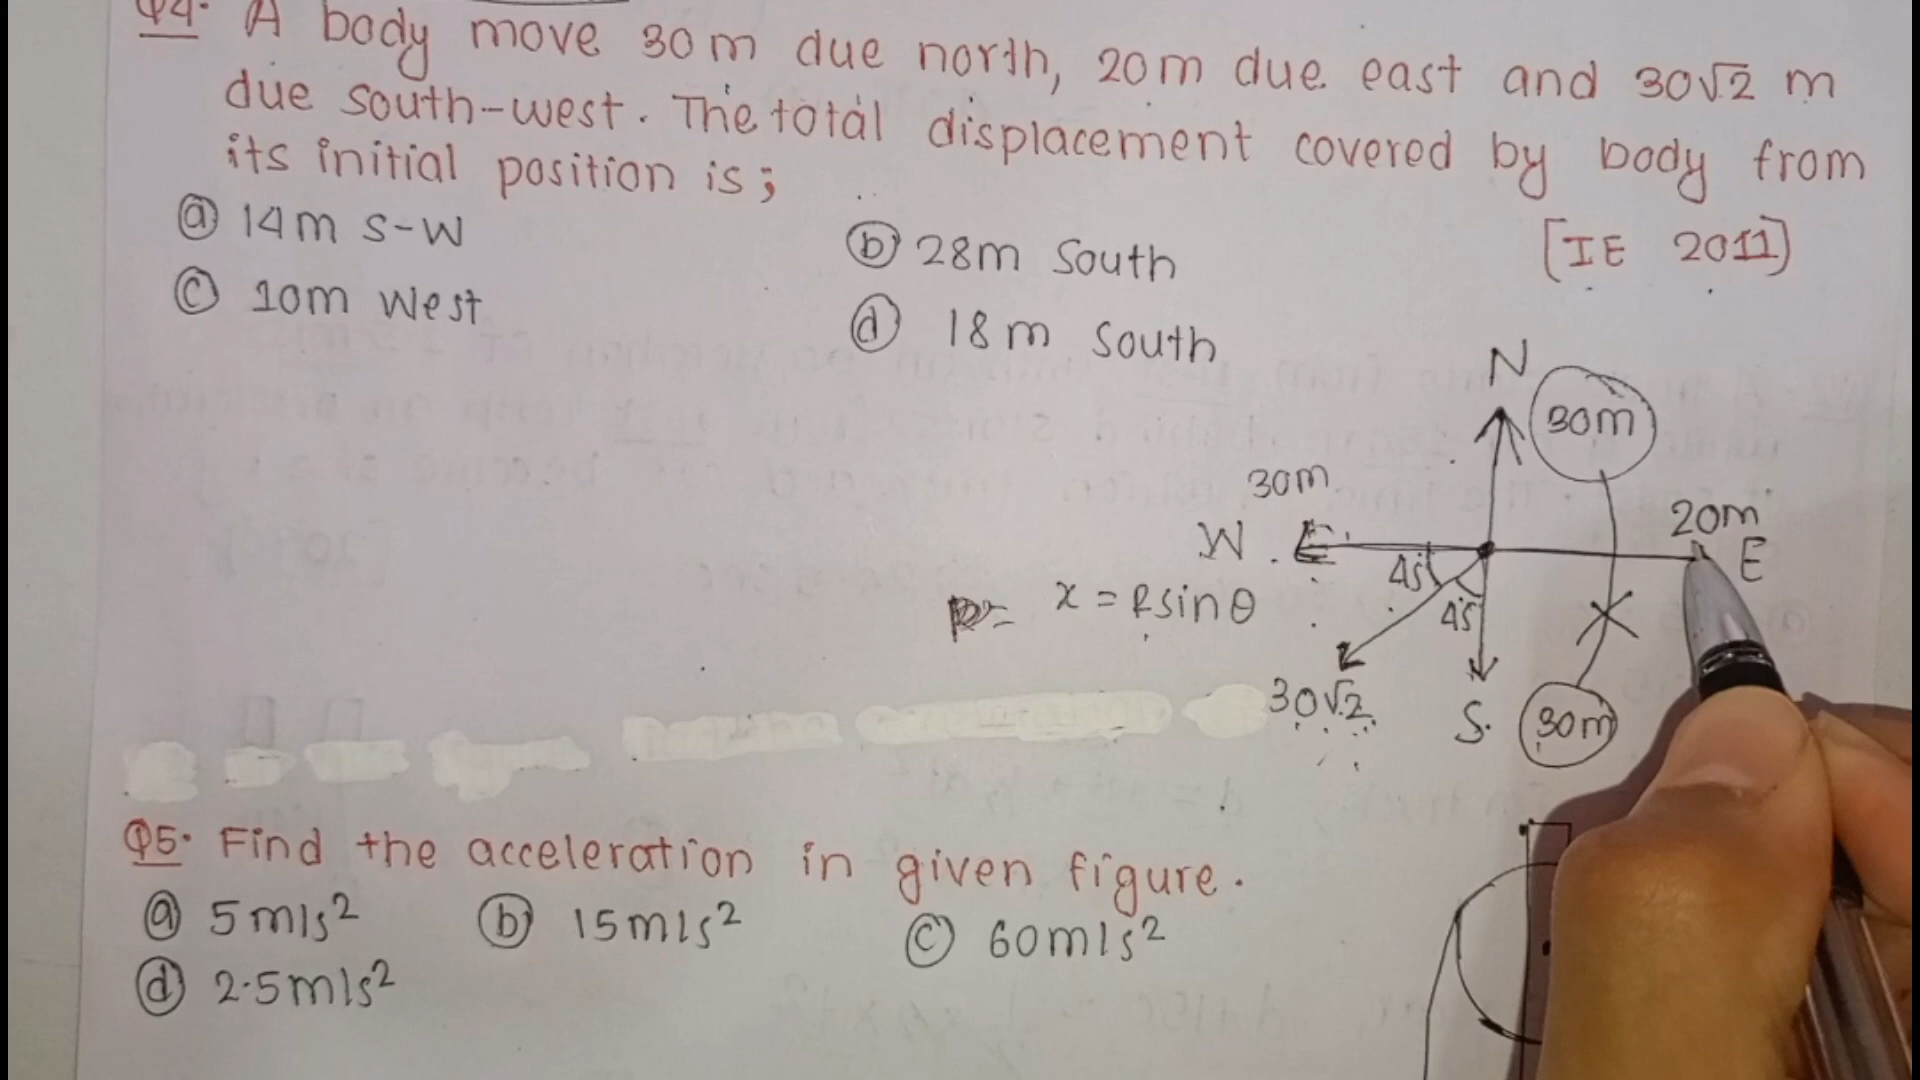 Q4. A body move 30m due north, 20m due east and 30√2 m
due south-west. The total displacement covered by body from
its initial position is;
[IE 2011]
ⓐ 14m S-W
ⓑ 28m South
ⓒ 10m West
ⓓ 18m South
N
30m
30m
20m
W
E
45
45
x = Rsinθ
30√2
S
30m
Q5. Find the acceleration in given figure.
ⓐ 5m/s²
ⓑ 15m/s²
ⓒ 60m/s²
ⓓ 2.5m/s²